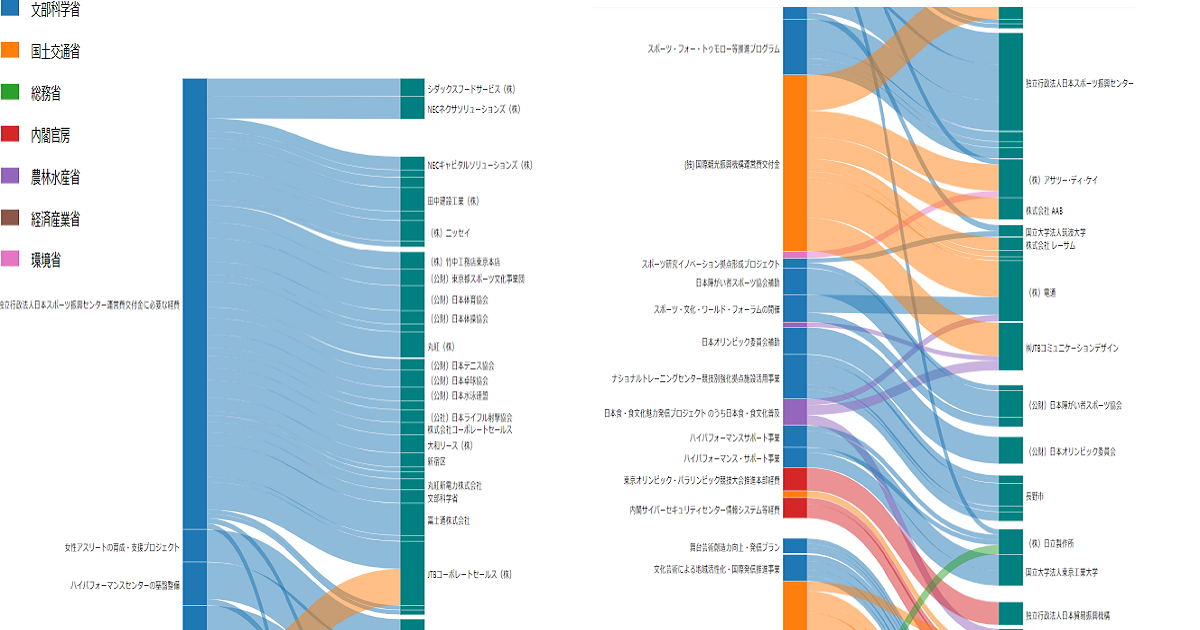 文部科学省
国土交通省
総務省
内閣官房
農林水産省
経済産業省
環境省
独立行政法人日本スポーツ振興センター運営費交付金に必要な経費
女性アスリートの育成・支援プロジェクト
ハイパフォーマンスセンターの基盤整備
シダックスフードサービス（株）
NECネクサソリューションズ（株）
NECキャピタルソリューションズ（株）
田中建設工業（株）
（株）ニッセイ
（株）竹中工務店東京本店
（公財）東京都スポーツ文化事業団
（公財）日本体育協会
（公財）日本体操協会
丸紅（株）
（公財）日本テニス協会
（公財）日本卓球協会
（公財）日本水泳連盟
（公社）日本ライフル射撃協会
株式会社コーポレートセールス
大和リース（株）
新宿区
丸紅新電力株式会社
文部科学省
富士通株式会社
JTBコーポレートセールス（株）
スポーツ・フォー・トゥモロー等推進プログラム
(独)国際観光振興機構運営費交付金
スポーツ研究イノベーション拠点形成プロジェクト
日本障がい者スポーツ協会補助
スポーツ・文化・ワールド・フォーラムの開催
日本オリンピック委員会補助
ナショナルトレーニングセンター競技別強化拠点施設活用事業
日本食・食文化魅力発信プロジェクト のうち日本食・食文化普及
ハイパフォーマンスサポート事業
ハイパフォーマンス・サポート事業
東京オリンピック・パラリンピック競技大会推進本部経費
内閣サイバーセキュリティセンター情報システム等経費
舞台芸術創造力向上・発信プラン
文化芸術による地域活性化・国際発信推進事業
独立行政法人日本スポーツ振興センター
（株）アサツー・ディ・ケイ
株式会社 AAB
国立大学法人筑波大学
株式会社 レーサム
（株）電通
㈱JTBコミュニケーションデザイン
（公財）日本障がい者スポーツ協会
（公財）日本オリンピック委員会
長野市
（株）日立製作所
国立大学法人東京工業大学
独立行政法人日本貿易振興機構